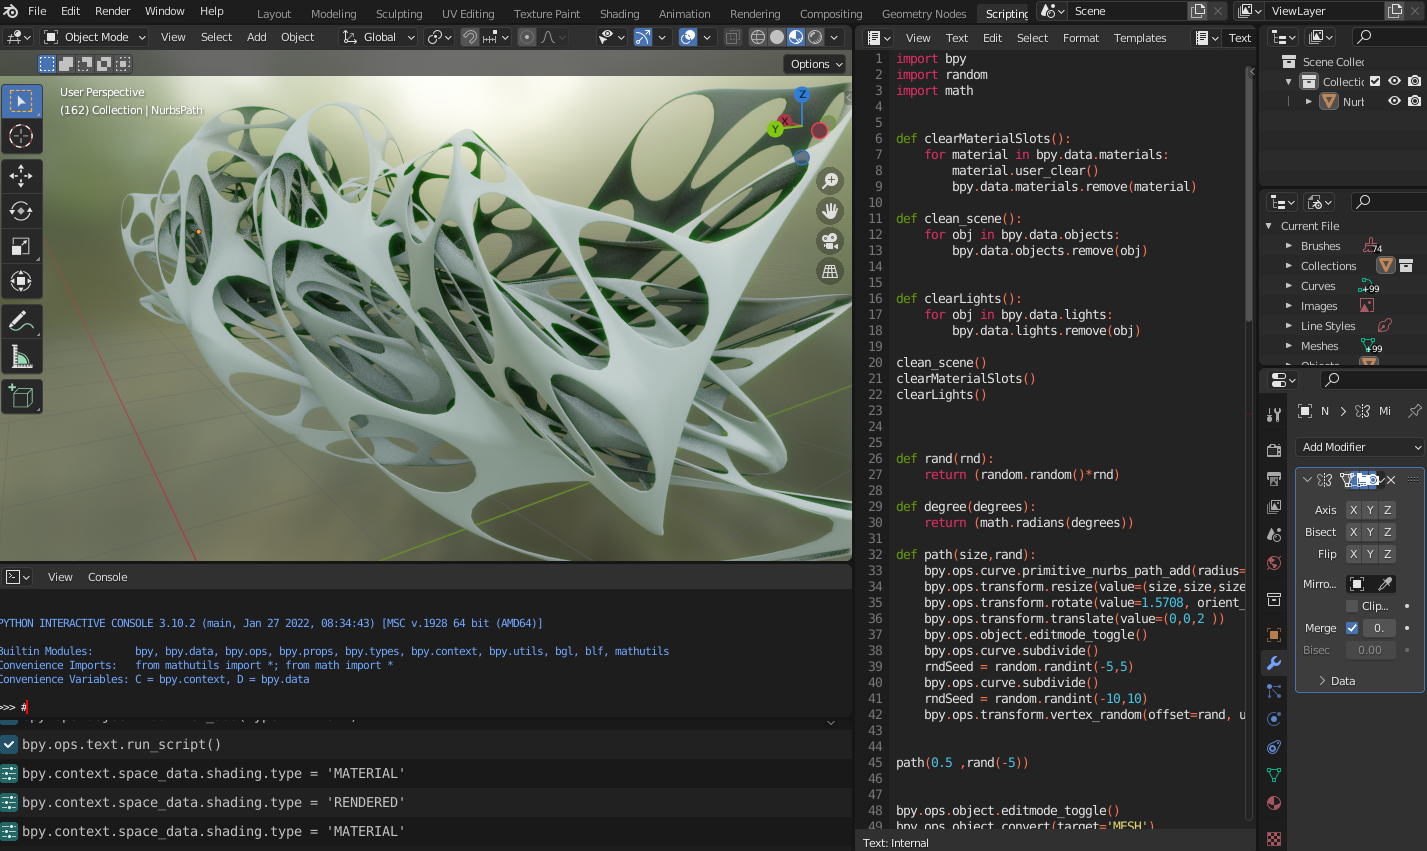 File Edit Render Window Help Layout Modeling Sculpting UV Editing Texture Paint Shading Animation Rendering Compositing Geometry Nodes Scripting Scene ViewLayer
Object Mode View Select Add Object Global
Options
User Perspective
(162) Collection | NurbsPath
Z
X
Y
View Console
PYTHON INTERACTIVE CONSOLE 3.10.2 (main, Jan 27 2022, 08:34:43) [MSC v.1928 64 bit (AMD64)]
Builtin Modules: bpy, bpy.data, bpy.ops, bpy.props, bpy.types, bpy.context, bpy.utils, bgl, blf, mathutils
Convenience Imports: from mathutils import *; from math import *
Convenience Variables: C = bpy.context, D = bpy.data
>>> #
bpy.ops.text.run_script()
bpy.context.space_data.shading.type = 'MATERIAL'
bpy.context.space_data.shading.type = 'RENDERED'
bpy.context.space_data.shading.type = 'MATERIAL'
View Text Edit Select Format Templates Text
1 import bpy
2 import random
3 import math
4
5
6 def clearMaterialSlots():
7 for material in bpy.data.materials:
8 material.user_clear()
9 bpy.data.materials.remove(material)
10
11 def clean_scene():
12 for obj in bpy.data.objects:
13 bpy.data.objects.remove(obj)
14
15
16 def clearLights():
17 for obj in bpy.data.lights:
18 bpy.data.lights.remove(obj)
19
20 clean_scene()
21 clearMaterialSlots()
22 clearLights()
23
24
25
26 def rand(rnd):
27 return (random.random()*rnd)
28
29 def degree(degrees):
30 return (math.radians(degrees))
31
32 def path(size,rand):
33 bpy.ops.curve.primitive_nurbs_path_add(radius=
34 bpy.ops.transform.resize(value=(size,size,size
35 bpy.ops.transform.rotate(value=1.5708, orient_
36 bpy.ops.transform.translate(value=(0,0,2 ))
37 bpy.ops.object.editmode_toggle()
38 bpy.ops.curve.subdivide()
39 rndSeed = random.randint(-5,5)
40 bpy.ops.curve.subdivide()
41 rndSeed = random.randint(-10,10)
42 bpy.ops.transform.vertex_random(offset=rand, u
43
44
45 path(0.5 ,rand(-5))
46
47
48 bpy.ops.object.editmode_toggle()
49 bpy.ops.object.convert(target='MESH')
Text: Internal
Scene Collec
Collectic
Nurb
Current File
Brushes 74
Collections
Curves +99
Images
Line Styles
Meshes +99
Objects
N Mi
Add Modifier
Axis X Y Z
Bisect X Y Z
Flip X Y Z
Mirro...
Clip...
Merge 0.
Bisec 0.00
Data